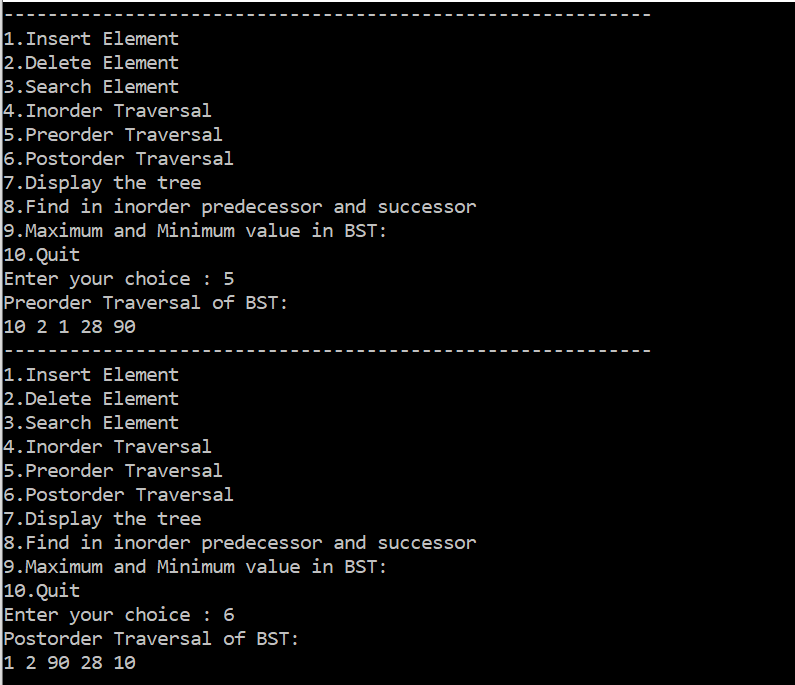 -----------------------------------------------------------
1.Insert Element
2.Delete Element
3.Search Element
4.Inorder Traversal
5.Preorder Traversal
6.Postorder Traversal
7.Display the tree
8.Find in inorder predecessor and successor
9.Maximum and Minimum value in BST:
10.Quit
Enter your choice : 5
Preorder Traversal of BST:
10 2 1 28 90
-----------------------------------------------------------
1.Insert Element
2.Delete Element
3.Search Element
4.Inorder Traversal
5.Preorder Traversal
6.Postorder Traversal
7.Display the tree
8.Find in inorder predecessor and successor
9.Maximum and Minimum value in BST:
10.Quit
Enter your choice : 6
Postorder Traversal of BST:
1 2 90 28 10